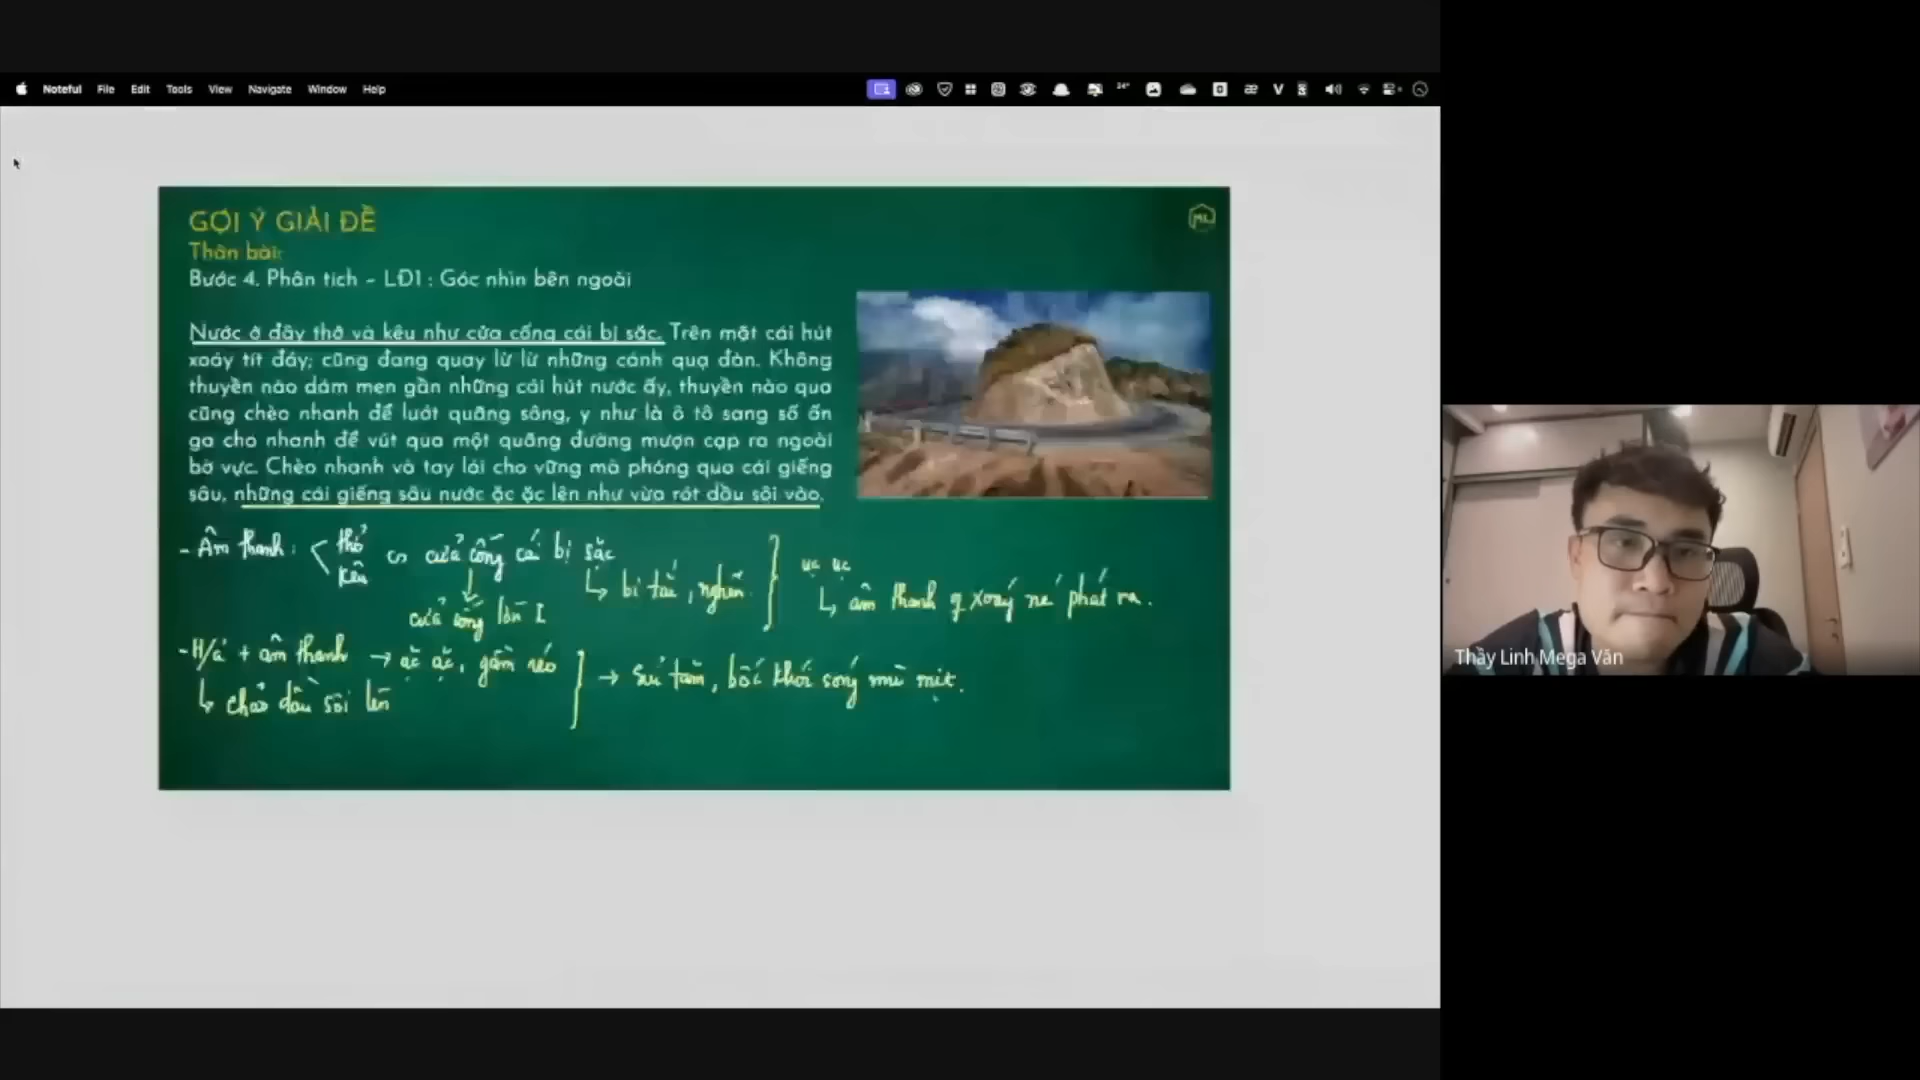 Noteful File Edit Tools View Navigate Window Help
24°
GỢI Ý GIẢI ĐỀ
ML
Thân bài:
Bước 4. Phân tích - LĐ1 : Góc nhìn bên ngoài
Nước ở đây thở và kêu như cửa cống cái bị sặc. Trên mặt cái hút
xoáy tít đáy; cũng đang quay lừ lừ những cánh quạ đàn. Không
thuyền nào dám men gần những cái hút nước ấy, thuyền nào qua
cũng chèo nhanh để lướt quãng sông, y như là ô tô sang số ấn
ga cho nhanh để vút qua một quãng đường mượn cạp ra ngoài
bờ vực. Chèo nhanh và tay lái cho vững mà phóng qua cái giếng
sâu, những cái giếng sâu nước ặc ặc lên như vừa rót dầu sôi vào.
- Âm thanh: thở cửa cống cái bị sặc
kêu
bí tắc, nghẽn
ục ục
âm thanh q xoáy nc phát ra.
cửa cống lớn
- H/ả + âm thanh → ặc ặc, gầm réo
→ sủi tăm, bốc khói sóng mù mịt.
chảo dầu sôi lên
Thầy Linh Mega Văn